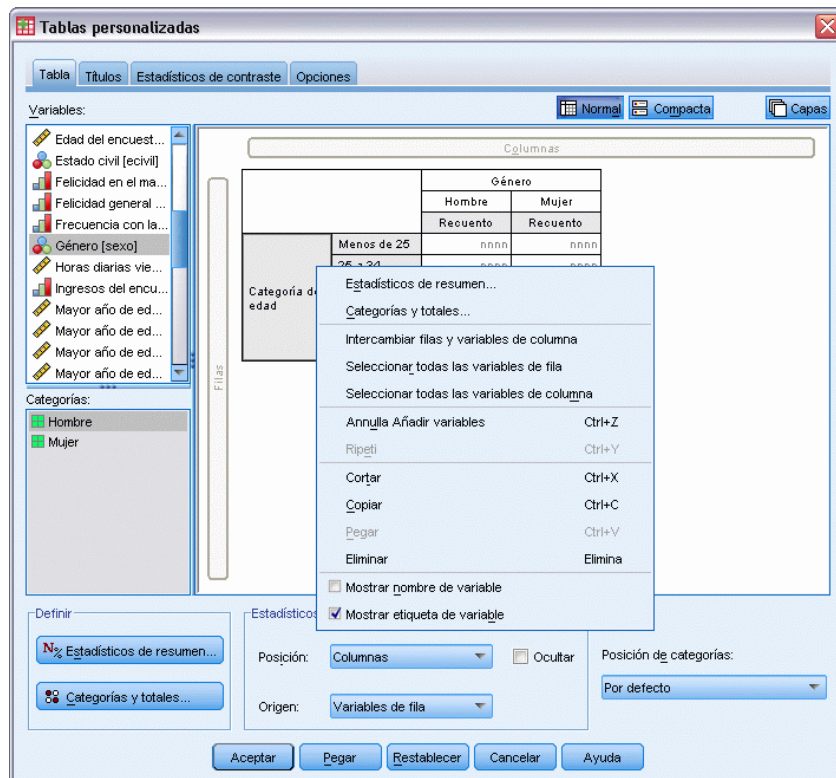 Tablas personalizadas
Tabla
Títulos
Estadísticos de contraste
Opciones
Variables:
Normal
Compacta
Capas
Edad del encuest...
Estado civil [ecivil]
Felicidad en el ma...
Felicidad general ...
Frecuencia con la...
Género [sexo]
Horas diarias vie...
Ingresos del encu...
Mayor año de ed...
Mayor año de ed...
Mayor año de ed...
Mayor año de ed...
Categorías:
Hombre
Mujer
Columnas
Filas
Género
Hombre Mujer
Recuento Recuento
Menos de 25 nnnn nnnn
Categoría de
edad
Estadísticos de resumen...
Categorías y totales...
Intercambiar filas y variables de columna
Seleccionar todas las variables de fila
Seleccionar todas las variables de columna
Annulla Añadir variables Ctrl+Z
Ripeti Ctrl+Y
Cortar Ctrl+X
Copiar Ctrl+C
Pegar Ctrl+V
Eliminar Elimina
Mostrar nombre de variable
Mostrar etiqueta de variable
Definir
N% Estadísticos de resumen...
Categorías y totales...
Estadísticos
Posición: Columnas
Ocultar
Origen: Variables de fila
Posición de categorías:
Por defecto
Aceptar
Pegar
Restablecer
Cancelar
Ayuda